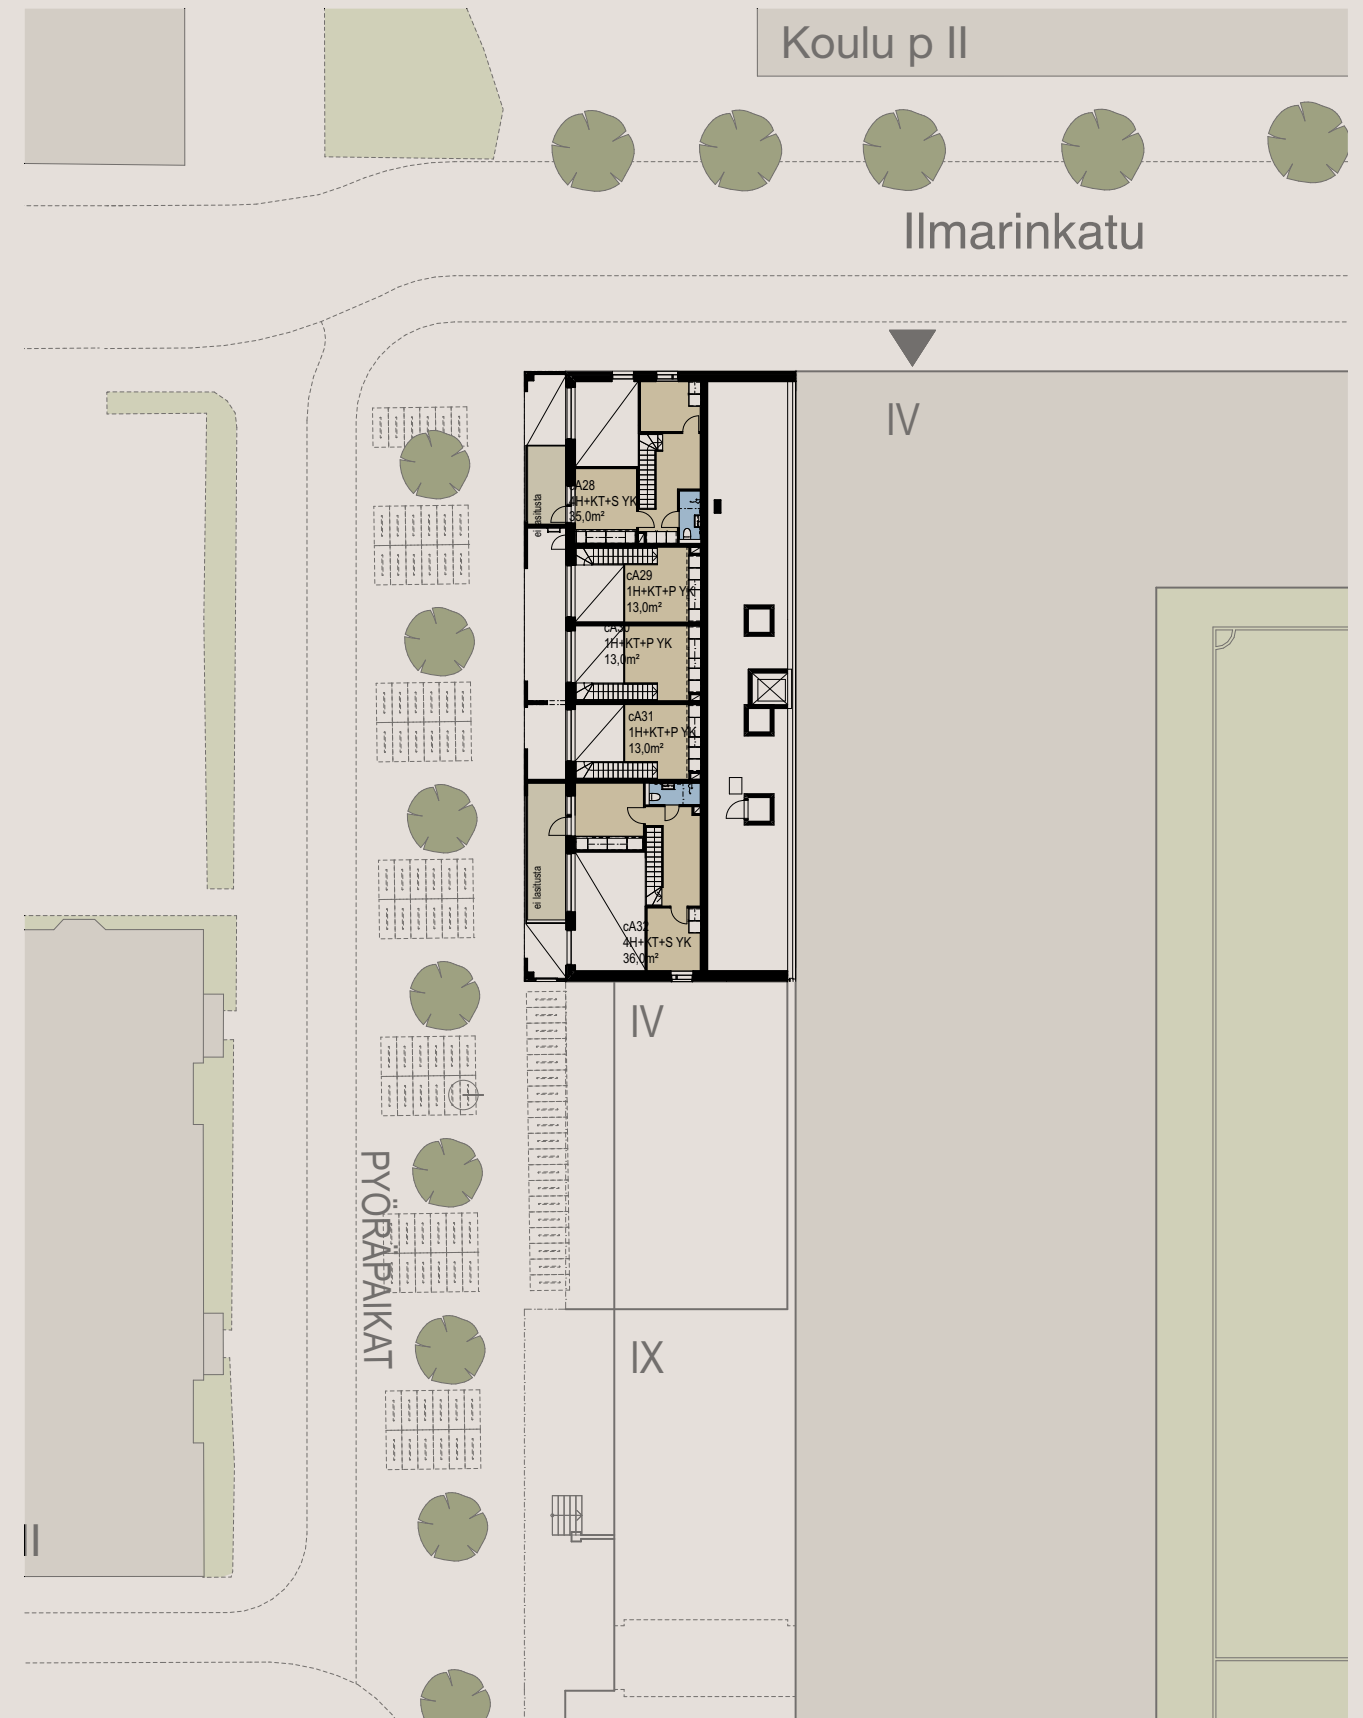 Koulu p II
Ilmarinkatu
IV
cA28
4H+KT+S YK
35,0m²
ei lasitusta
cA29
1H+KT+P YK
13,0m²
cA30
1H+KT+P YK
13,0m²
cA31
1H+KT+P YK
13,0m²
ei lasitusta
cA32
4H+KT+S YK
36,0m²
IV
PYÖRÄPAIKAT
IX
II